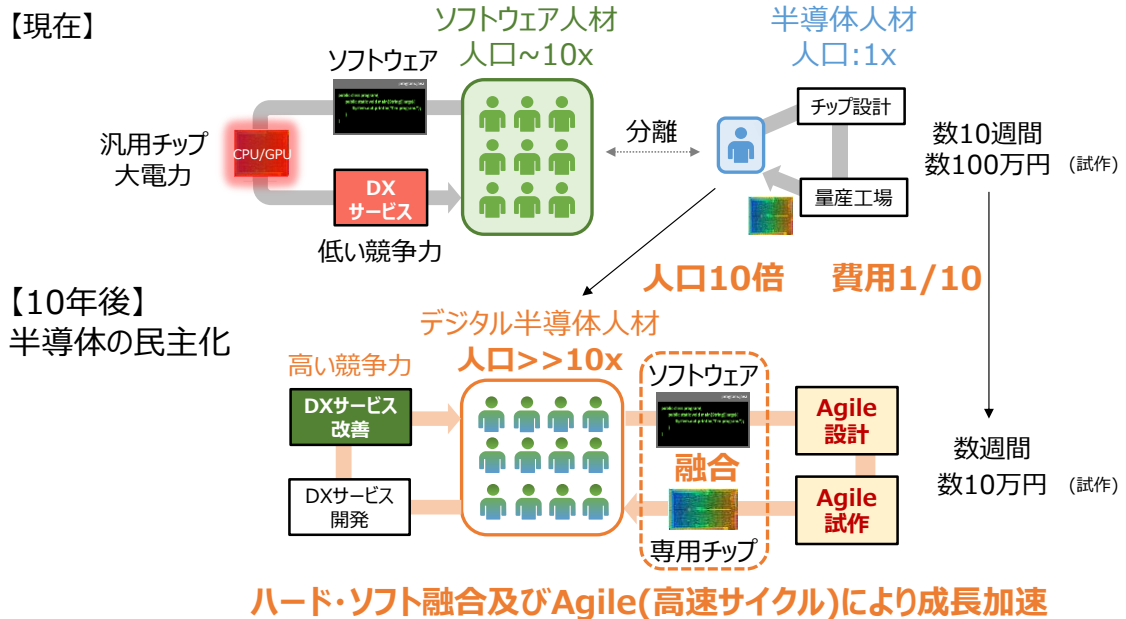 【現在】
ソフトウェア人材
人口~10x
半導体人材
人口:1x
ソフトウェア
汎用チップ
大電力
CPU/GPU
DX
サービス
低い競争力
分離
チップ設計
量産工場
数10週間
数100万円 (試作)
人口10倍
費用1/10
【10年後】
半導体の民主化
デジタル半導体人材
人口>>10x
高い競争力
DXサービス
改善
DXサービス
開発
ソフトウェア
融合
専用チップ
Agile
設計
Agile
試作
数週間
数10万円 (試作)
ハード・ソフト融合及びAgile(高速サイクル)により成長加速